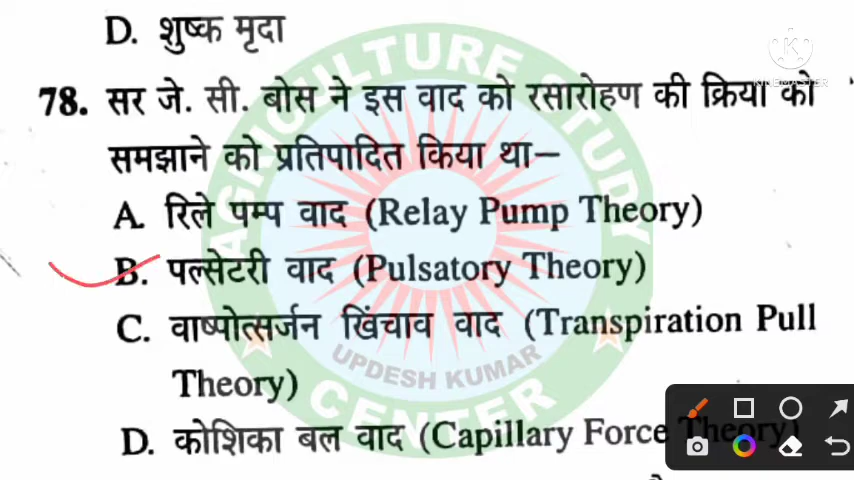 D. शुष्क मृदा
78. सर जे. सी. बोस ने इस वाद को रसारोहण की क्रिया को
समझाने को प्रतिपादित किया था–
A. रिले पम्प वाद (Relay Pump Theory)
B. पल्सेटरी वाद (Pulsatory Theory)
C. वाष्पोत्सर्जन खिंचाव वाद (Transpiration Pull
Theory)
D. कोशिका बल वाद (Capillary Force Theory)
AGRICULTURE STUDY
CENTER
UPDESH KUMAR
KINEMASTER